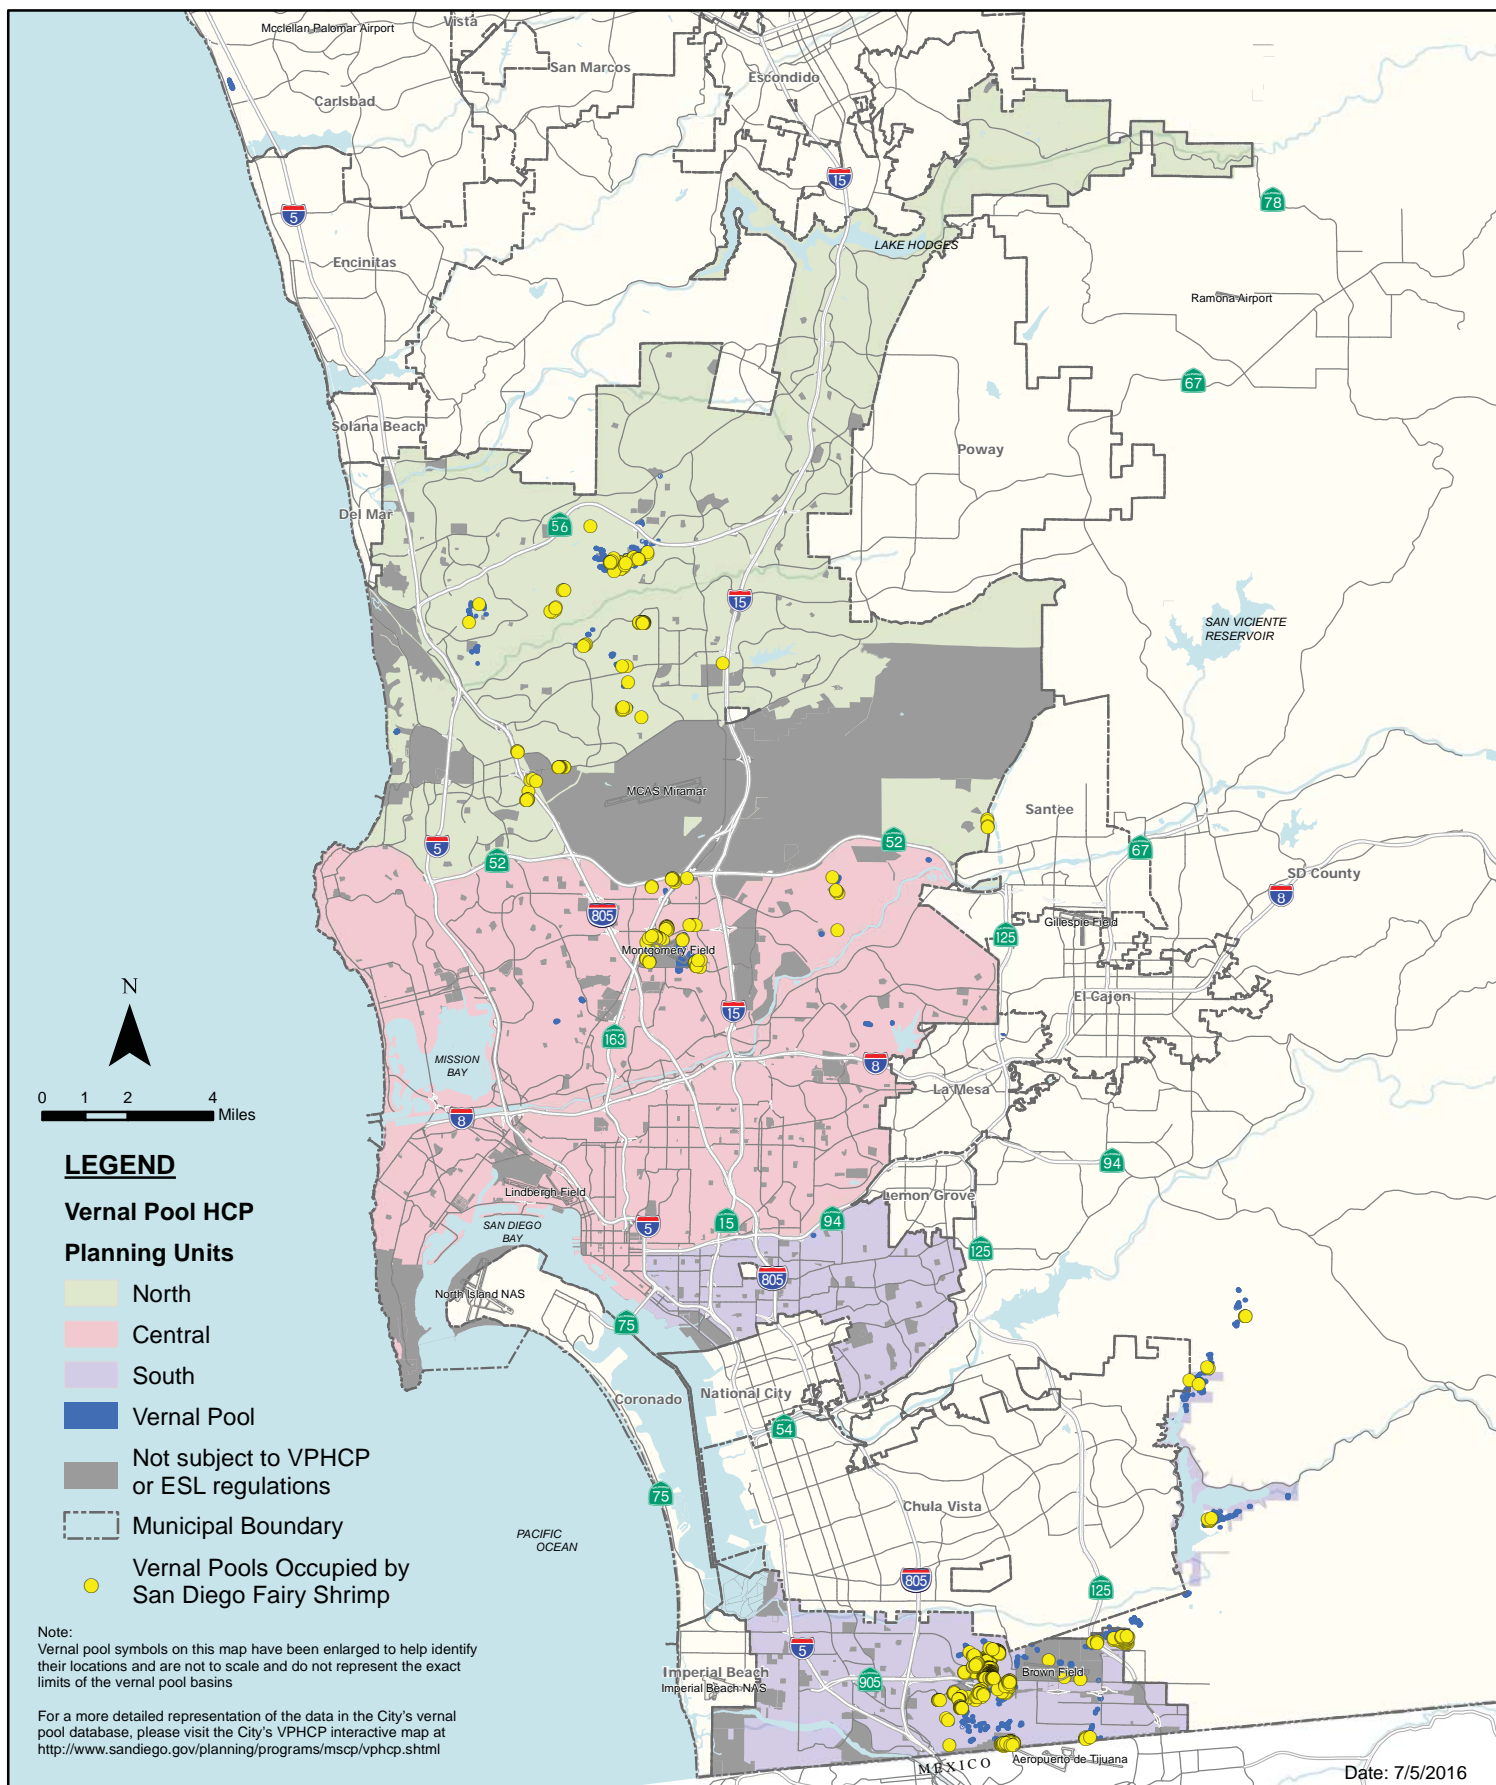 Mcclellan-Palomar Airport
Vista
San Marcos
Escondido
Carlsbad
15
78
5
LAKE HODGES
Encinitas
Ramona Airport
67
Solana Beach
Poway
Del Mar
56
15
SAN VICIENTE
RESERVOIR
MCAS Miramar
Santee
5
52
52
67
SD County
8
805
Gillespie Field
125
Montgomery Field
El Cajon
15
163
N
MISSION
BAY
8
La Mesa
0 1 2 4
Miles
8
94
LEGEND
Vernal Pool HCP
Planning Units
North
Central
South
Vernal Pool
Not subject to VPHCP
or ESL regulations
Municipal Boundary
Vernal Pools Occupied by
San Diego Fairy Shrimp
Lindbergh Field
Lemon Grove
SAN DIEGO
BAY
5
15
94
125
805
North Island NAS
75
Coronado
National City
54
75
Chula Vista
PACIFIC
OCEAN
805
125
5
Imperial Beach
Imperial Beach NAS
905
Brown Field
Aeropuerto de Tijuana
MEXICO
Note:
Vernal pool symbols on this map have been enlarged to help identify
their locations and are not to scale and do not represent the exact
limits of the vernal pool basins
For a more detailed representation of the data in the City's vernal
pool database, please visit the City's VPHCP interactive map at
http://www.sandiego.gov/planning/programs/mscp/vphcp.shtml
Date: 7/5/2016